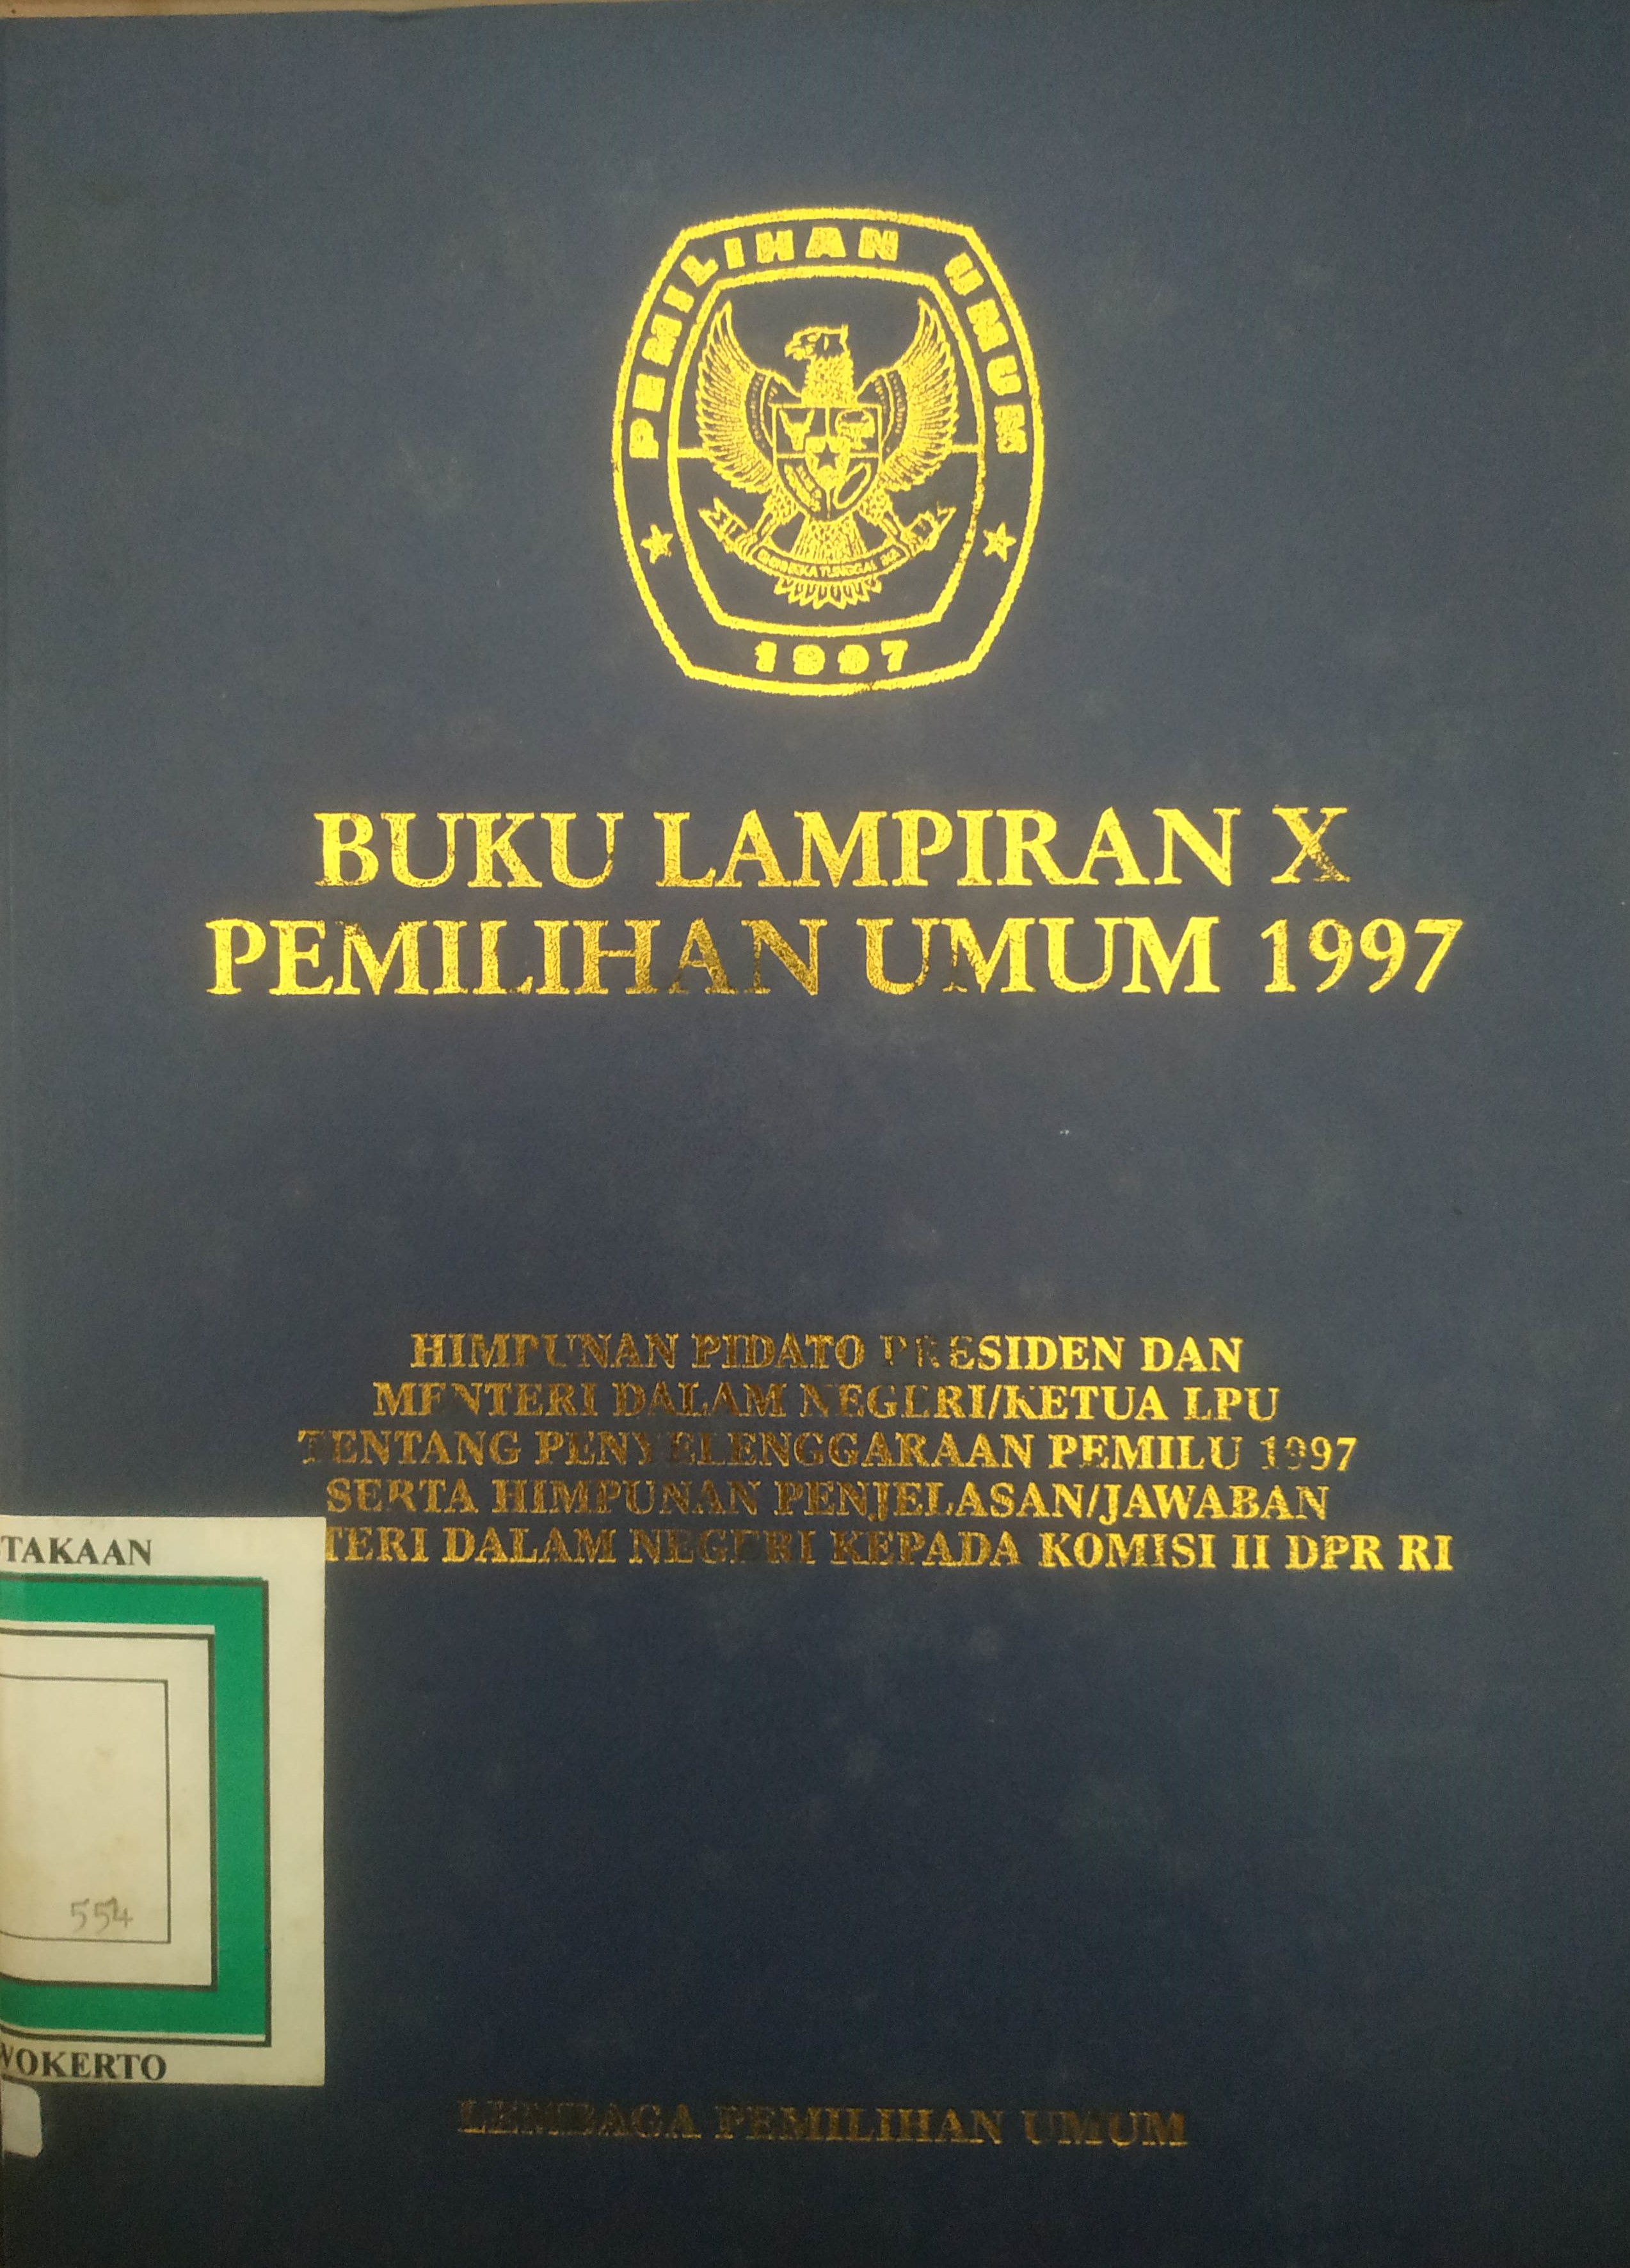 PEMILIHAN UMUM
BHINNEKA TUNGGAL IKA
1997
BUKU LAMPIRAN X
PEMILIHAN UMUM 1997
HIMPUNAN PIDATO PRESIDEN DAN
MENTERI DALAM NEGERI/KETUA LPU
TENTANG PENYELENGGARAAN PEMILU 1997
SERTA HIMPUNAN PENJELASAN/JAWABAN
TERI DALAM NEGERI KEPADA KOMISI II DPR RI
TAKAAN
554
WOKERTO
LEMBAGA PEMILIHAN UMUM